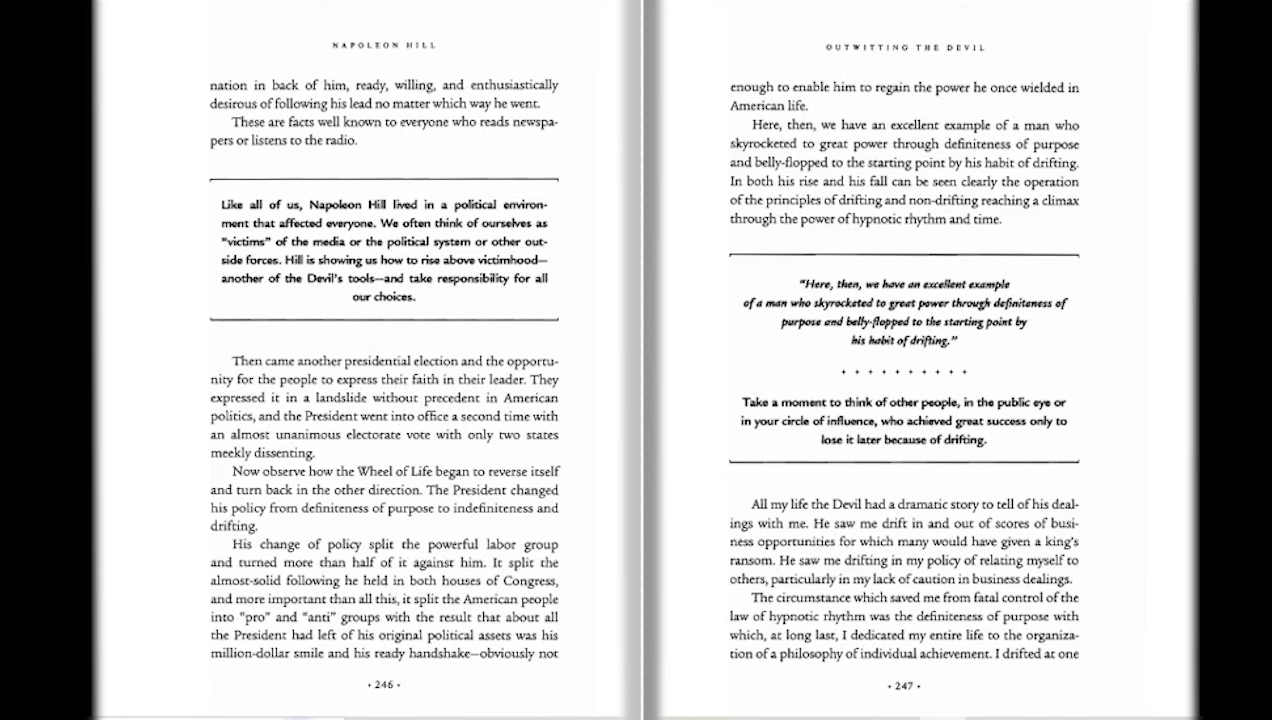 NAPOLEON HILL
nation in back of him, ready, willing, and enthusiastically
desirous of following his lead no matter which way he went.
These are facts well known to everyone who reads newspa-
pers or listens to the radio.
Like all of us, Napoleon Hill lived in a political environ-
ment that affected everyone. We often think of ourselves as
“victims” of the media or the political system or other out-
side forces. Hill is showing us how to rise above victimhood—
another of the Devil’s tools—and take responsibility for all
our choices.
Then came another presidential election and the opportu-
nity for the people to express their faith in their leader. They
expressed it in a landslide without precedent in American
politics, and the President went into office a second time with
an almost unanimous electorate vote with only two states
meekly dissenting.
Now observe how the Wheel of Life began to reverse itself
and turn back in the other direction. The President changed
his policy from definiteness of purpose to indefiniteness and
drifting.
His change of policy split the powerful labor group
and turned more than half of it against him. It split the
almost-solid following he held in both houses of Congress,
and more important than all this, it split the American people
into “pro” and “anti” groups with the result that about all
the President had left of his original political assets was his
million-dollar smile and his ready handshake—obviously not
• 246 •
OUTWITTING THE DEVIL
enough to enable him to regain the power he once wielded in
American life.
Here, then, we have an excellent example of a man who
skyrocketed to great power through definiteness of purpose
and belly-flopped to the starting point by his habit of drifting.
In both his rise and his fall can be seen clearly the operation
of the principles of drifting and non-drifting reaching a climax
through the power of hypnotic rhythm and time.
“Here, then, we have an excellent example
of a man who skyrocketed to great power through definiteness of
purpose and belly-flopped to the starting point by
his habit of drifting.”
Take a moment to think of other people, in the public eye or
in your circle of influence, who achieved great success only to
lose it later because of drifting.
All my life the Devil had a dramatic story to tell of his deal-
ings with me. He saw me drift in and out of scores of busi-
ness opportunities for which many would have given a king’s
ransom. He saw me drifting in my policy of relating myself to
others, particularly in my lack of caution in business dealings.
The circumstance which saved me from fatal control of the
law of hypnotic rhythm was the definiteness of purpose with
which, at long last, I dedicated my entire life to the organiza-
tion of a philosophy of individual achievement. I drifted at one
• 247 •